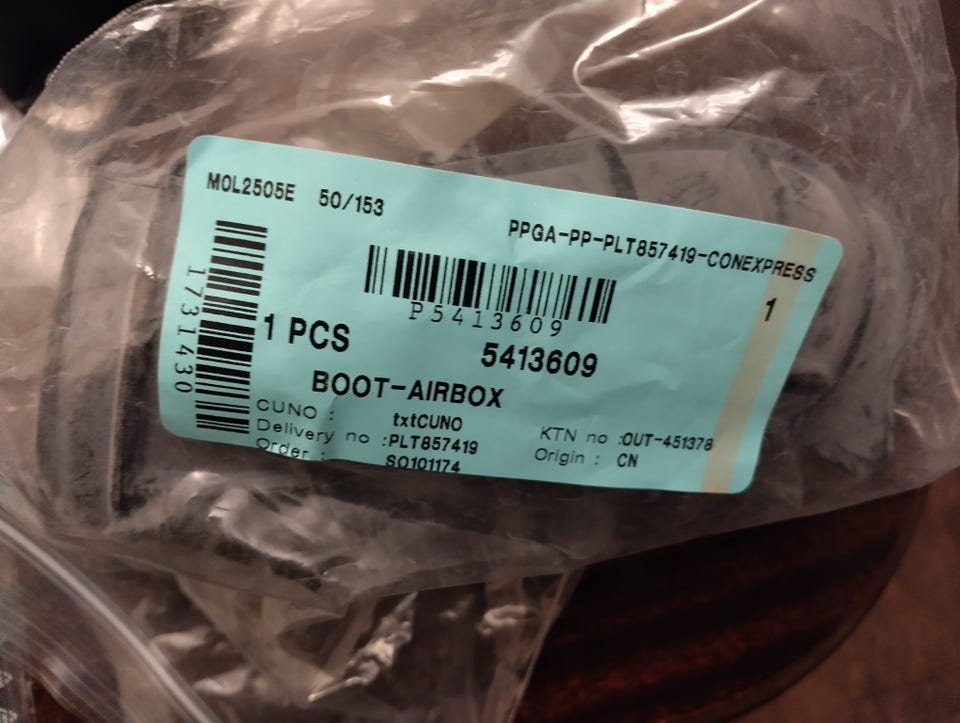 MOL2505E 50/153
PPGA-PP-PLT857419-CONEXPRESS
1
1731430
P5413609
1 PCS
5413609
BOOT-AIRBOX
CUNO : txtCUNO
Delivery no :PLT857419
KTN no :OUT-451378
Order : SO101174
Origin : CN